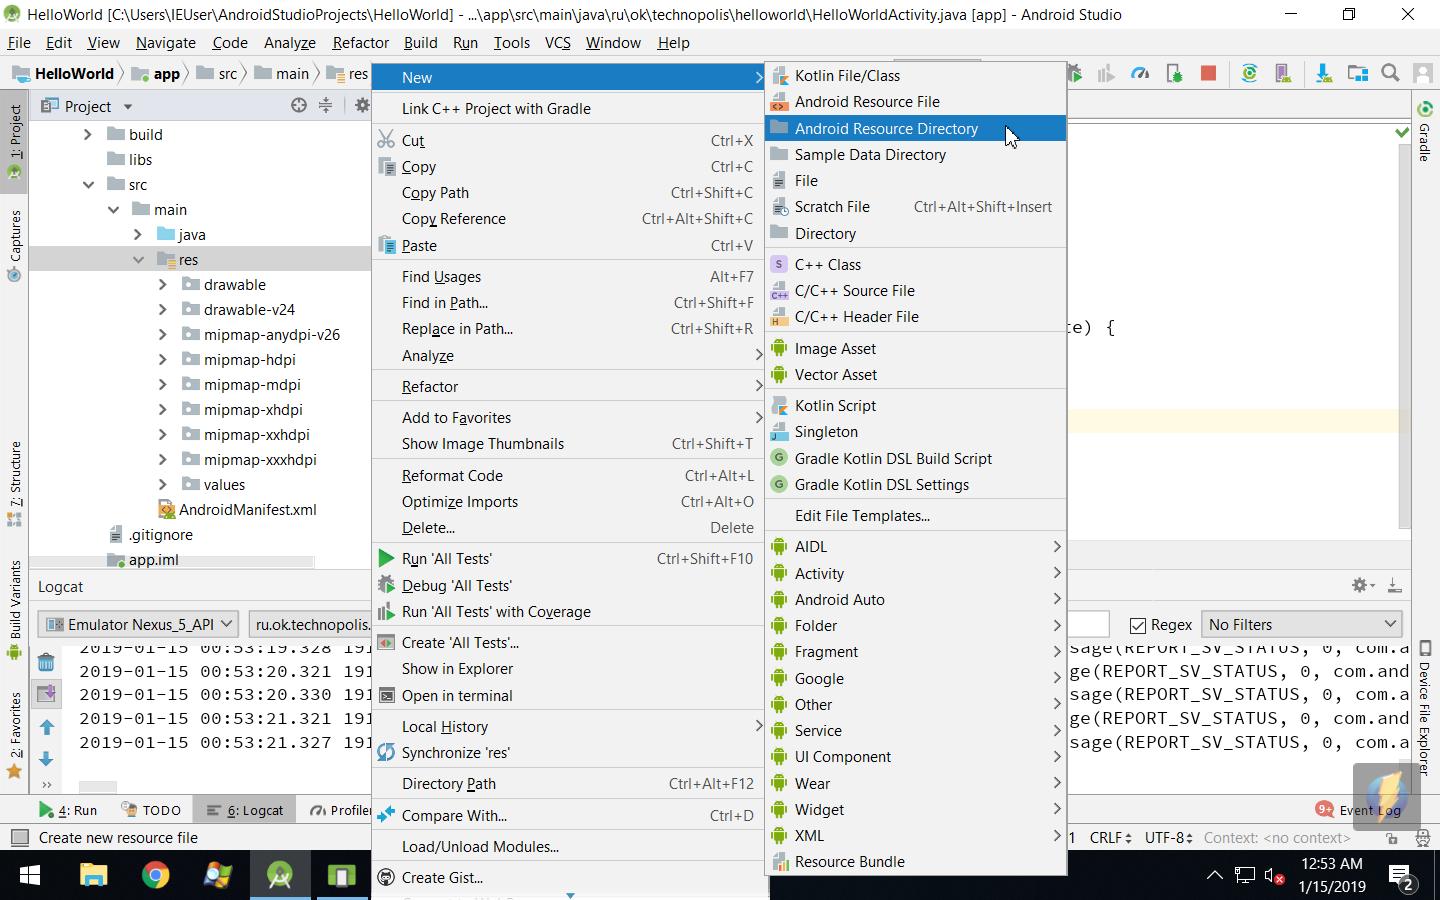 HelloWorld [C:\Users\IEUser\AndroidStudioProjects\HelloWorld] - ...\app\src\main\java\ru\ok\technopolis\helloworld\HelloWorldActivity.java [app] - Android Studio
File Edit View Navigate Code Analyze Refactor Build Run Tools VCS Window Help
HelloWorld app src main res
1: Project
Captures
7: Structure
Build Variants
2: Favorites
Project
build
libs
src
main
java
res
drawable
drawable-v24
mipmap-anydpi-v26
mipmap-hdpi
mipmap-mdpi
mipmap-xhdpi
mipmap-xxhdpi
mipmap-xxxhdpi
values
AndroidManifest.xml
.gitignore
app.iml
New
Link C++ Project with Gradle
Cut Ctrl+X
Copy Ctrl+C
Copy Path Ctrl+Shift+C
Copy Reference Ctrl+Alt+Shift+C
Paste Ctrl+V
Find Usages Alt+F7
Find in Path... Ctrl+Shift+F
Replace in Path... Ctrl+Shift+R
Analyze
Refactor
Add to Favorites
Show Image Thumbnails Ctrl+Shift+T
Reformat Code Ctrl+Alt+L
Optimize Imports Ctrl+Alt+O
Delete... Delete
Run 'All Tests' Ctrl+Shift+F10
Debug 'All Tests'
Run 'All Tests' with Coverage
Create 'All Tests'...
Show in Explorer
Open in terminal
Local History
Synchronize 'res'
Directory Path Ctrl+Alt+F12
Compare With... Ctrl+D
Load/Unload Modules...
Create Gist...
Kotlin File/Class
Android Resource File
Android Resource Directory
Sample Data Directory
File
Scratch File Ctrl+Alt+Shift+Insert
Directory
S C++ Class
C++ C/C++ Source File
H C/C++ Header File
Image Asset
Vector Asset
Kotlin Script
J Singleton
G Gradle Kotlin DSL Build Script
G Gradle Kotlin DSL Settings
Edit File Templates...
AIDL
Activity
Android Auto
Folder
Fragment
Google
Other
Service
UI Component
Wear
Widget
XML
Resource Bundle
te) {
Gradle
Device File Explorer
Logcat
Emulator Nexus_5_API ru.ok.technopolis. Regex No Filters
2019-01-15 00:53:19.328 191 sage(REPORT_SV_STATUS, 0, com.a
2019-01-15 00:53:20.321 191 ge(REPORT_SV_STATUS, 0, com.and
2019-01-15 00:53:20.330 191 sage(REPORT_SV_STATUS, 0, com.a
2019-01-15 00:53:21.321 191 ge(REPORT_SV_STATUS, 0, com.and
2019-01-15 00:53:21.327 191 sage(REPORT_SV_STATUS, 0, com.a
4: Run TODO 6: Logcat Profiler 9+ Event Log
Create new resource file 1 CRLF UTF-8 Context: <no context>
12:53 AM
1/15/2019
2